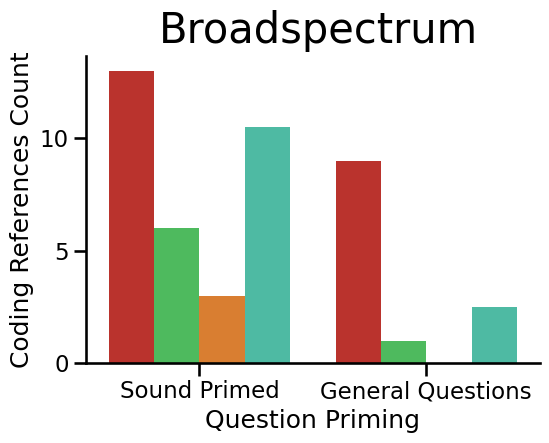 Broadspectrum
Coding References Count
10
5
0
Sound Primed
General Questions
Question Priming